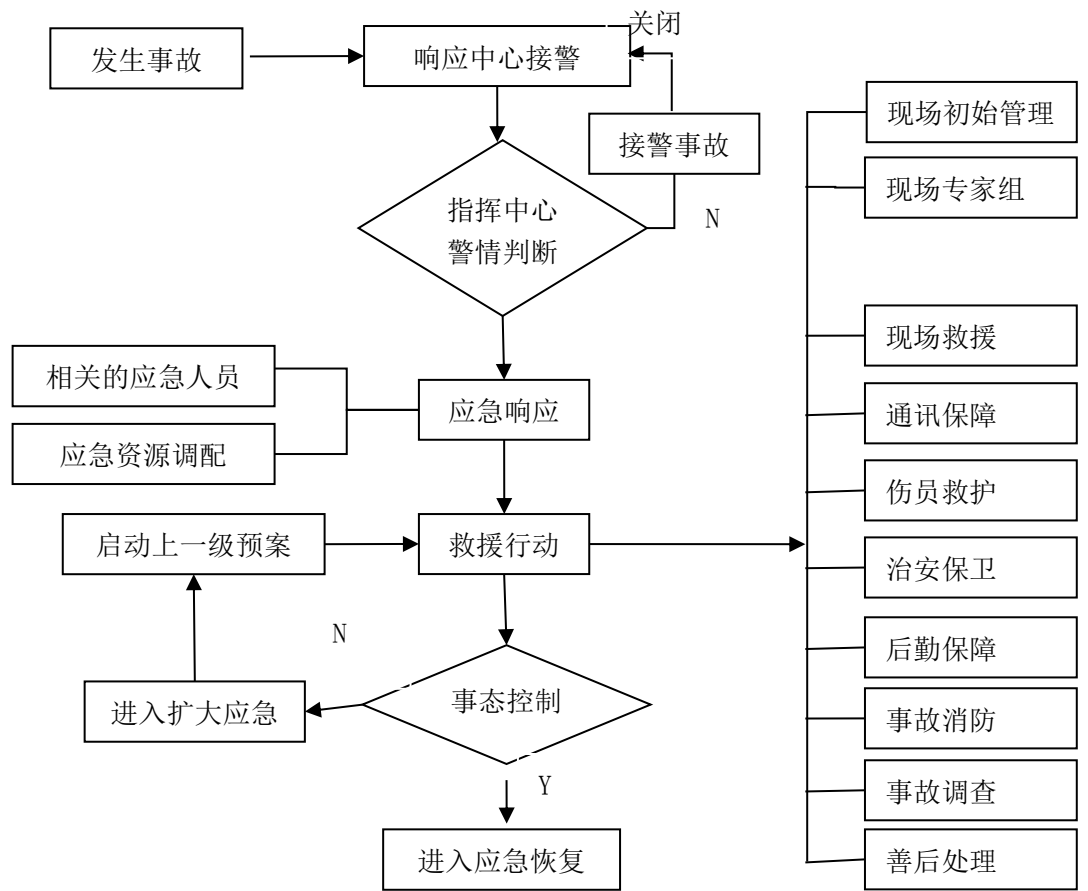 关闭
发生事故
响应中心接警
接警事故
N
指挥中心
警情判断
相关的应急人员
应急资源调配
应急响应
启动上一级预案
救援行动
N
进入扩大应急
事态控制
Y
进入应急恢复
现场初始管理
现场专家组
现场救援
通讯保障
伤员救护
治安保卫
后勤保障
事故消防
事故调查
善后处理